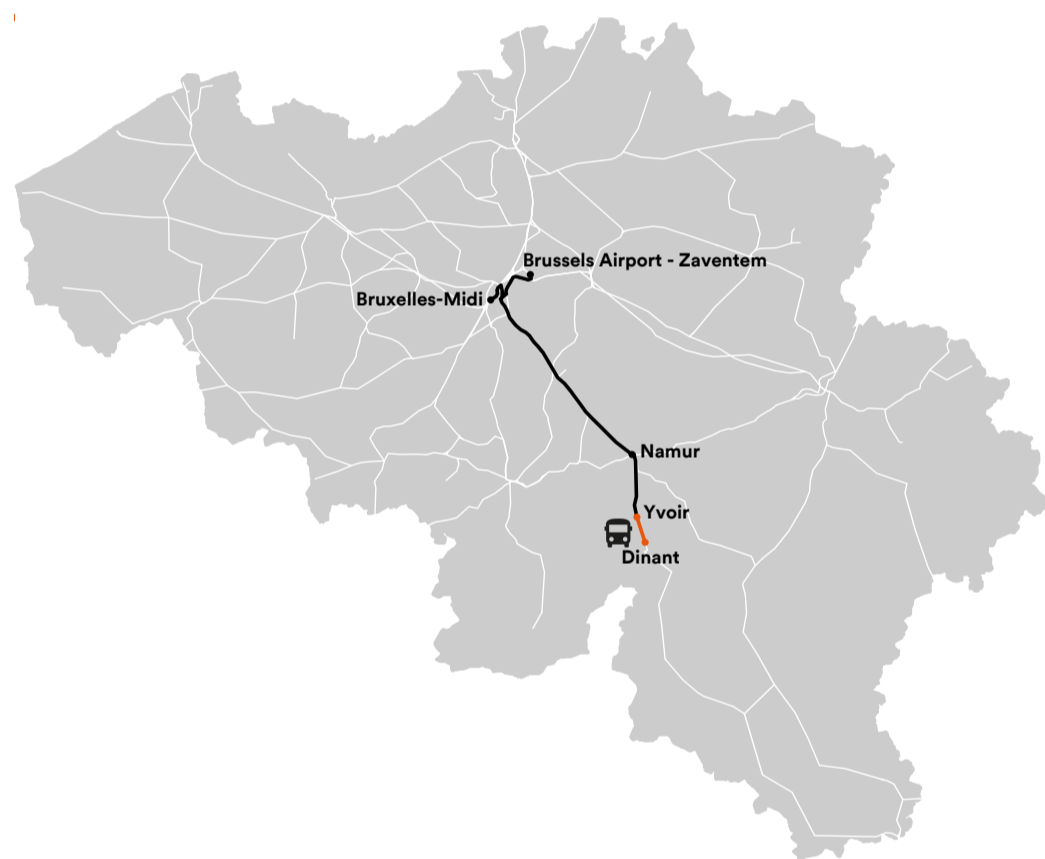 Brussels Airport - Zaventem
Bruxelles-Midi
Namur
Yvoir
Dinant